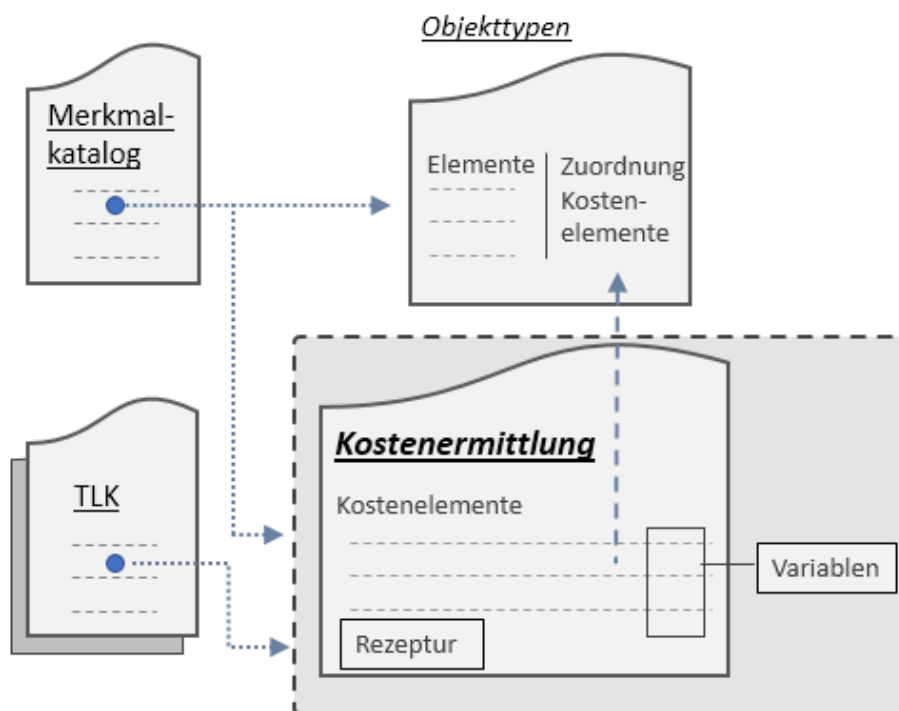 Objekttypen
Merkmal-
katalog
Elemente
Zuordnung
Kosten-
elemente
Kostenermittlung
TLK
Kostenelemente
Variablen
Rezeptur